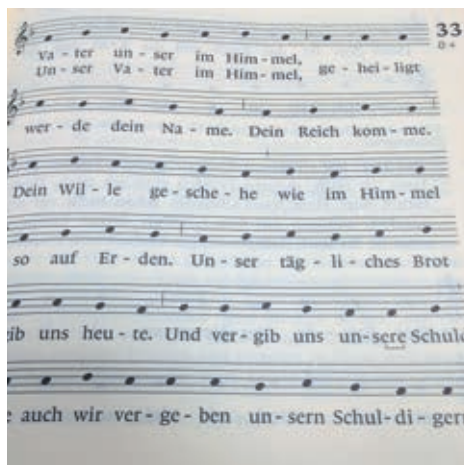 33
Va - ter un - ser im Him - mel,
Un - ser Va - ter im Him - mel, ge - hei - ligt
wer - de dein Na - me. Dein Reich kom - me.
Dein Wil - le ge - sche - he wie im Him - mel
so auf Er - den. Un - ser täg - li - ches Brot
uns heu - te. Und ver - gib uns un - sere
auch wir ver - ge - ben un - sern Schul - di -